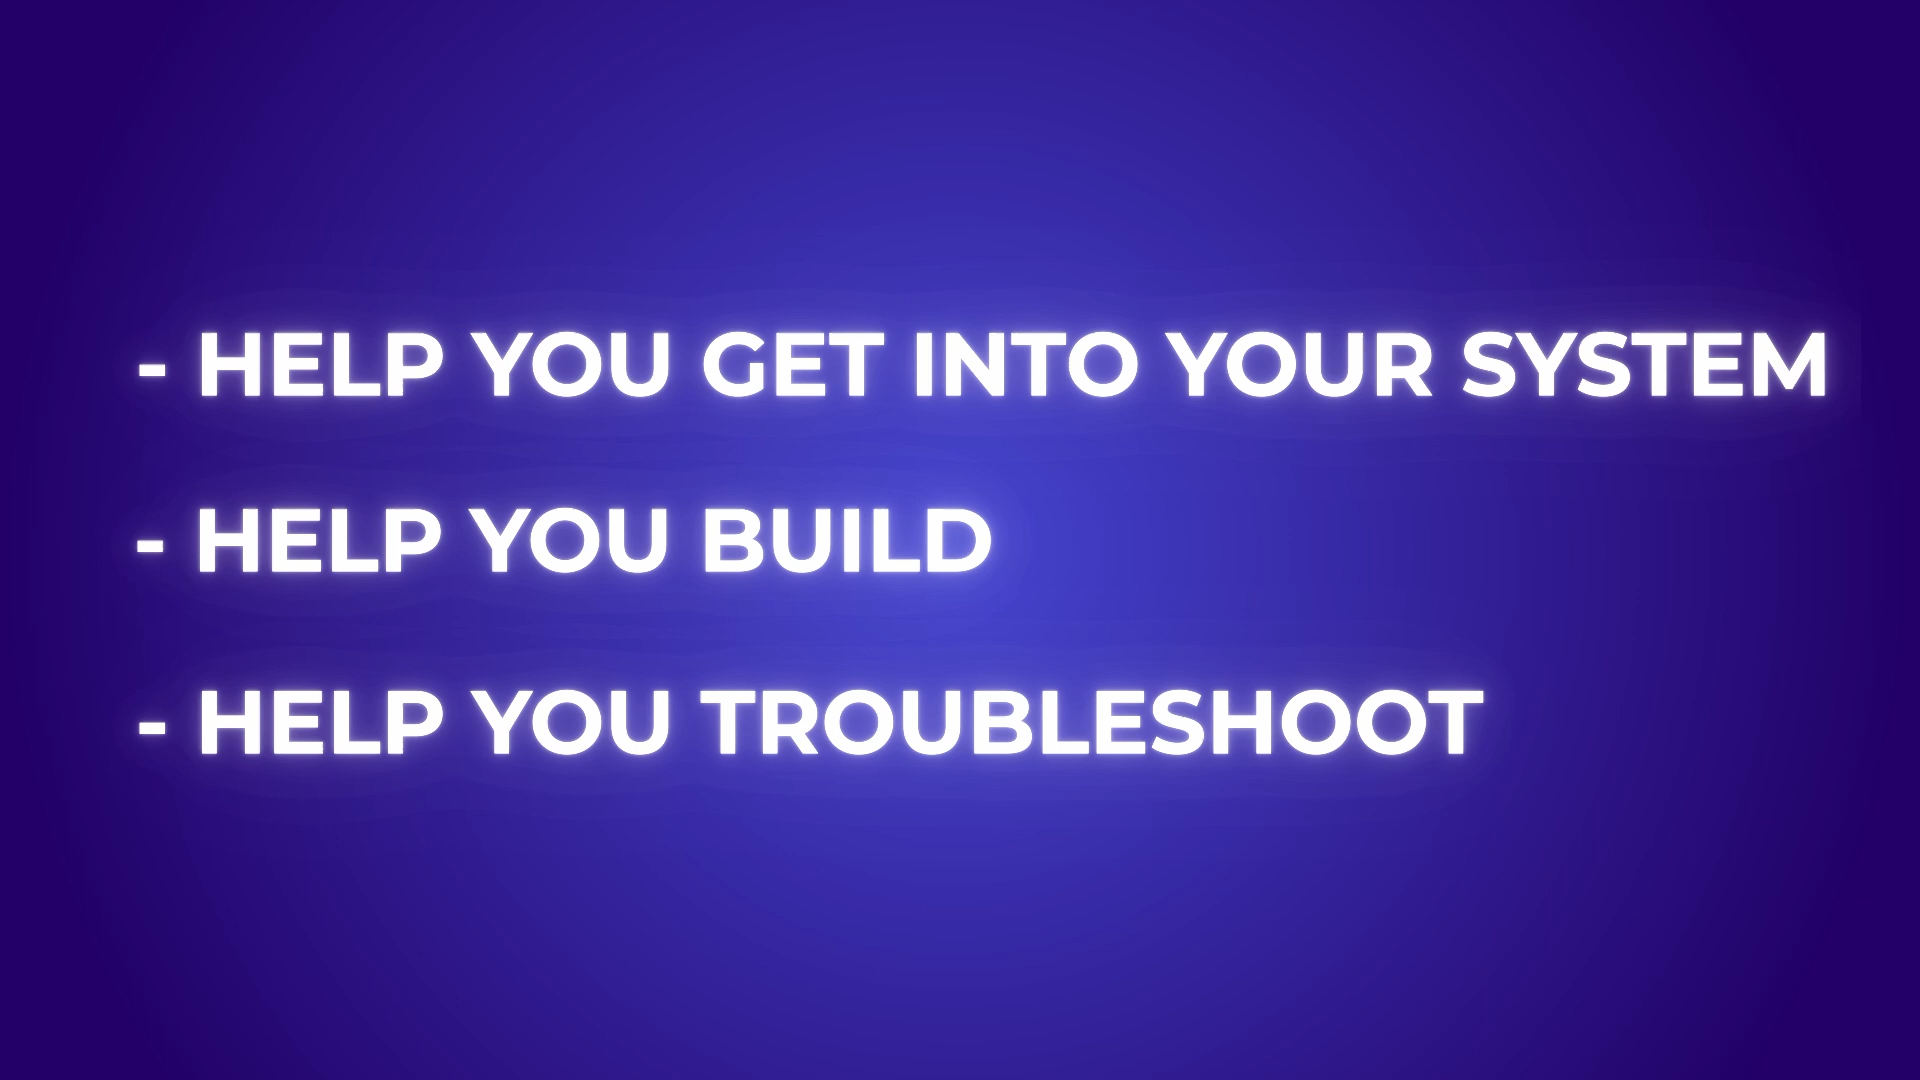 - HELP YOU GET INTO YOUR SYSTEM
- HELP YOU BUILD
- HELP YOU TROUBLESHOOT